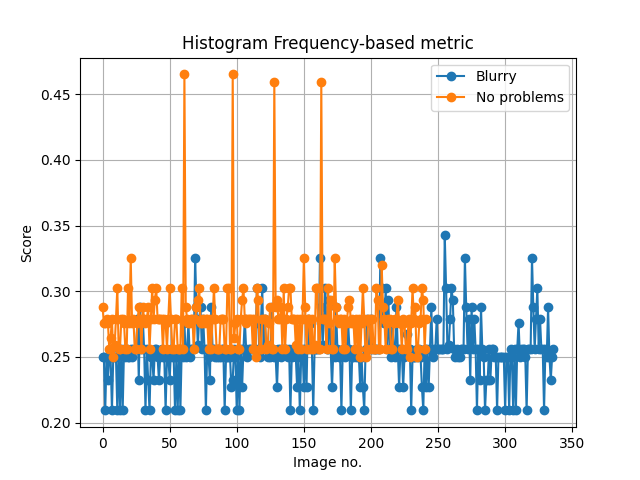 Histogram Frequency-based metric
Blurry
No problems
Score
0.45
0.40
0.35
0.30
0.25
0.20
0 50 100 150 200 250 300 350
Image no.